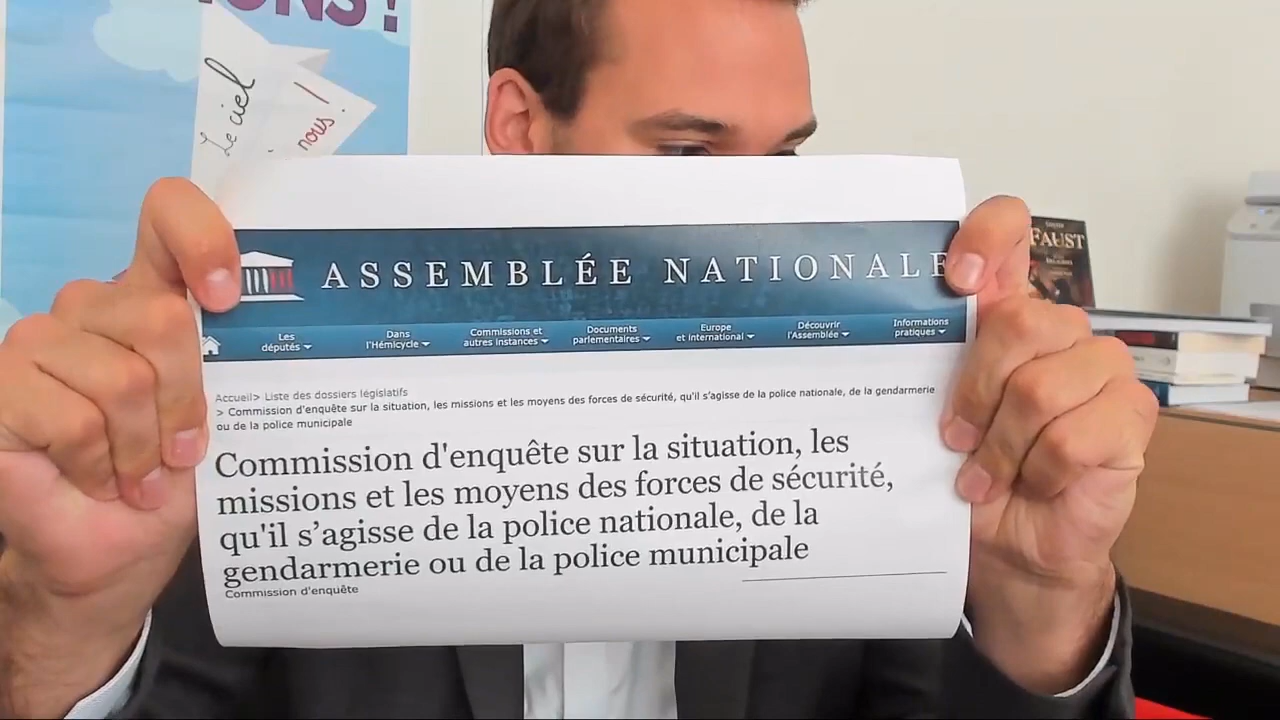 IONS !
Le ciel
nous !
FAUST
ASSEMBLÉE NATIONALE
Les
députés
Dans
l'Hémicycle
Commissions et
autres instances
Documents
parlementaires
Europe
et international
Découvrir
l'Assemblée
Informations
pratiques
Accueil> Liste des dossiers législatifs
> Commission d'enquête sur la situation, les missions et les moyens des forces de sécurité, qu'il s'agisse de la police nationale, de la gendarmerie
ou de la police municipale
Commission d'enquête sur la situation, les
missions et les moyens des forces de sécurité,
qu'il s’agisse de la police nationale, de la
gendarmerie ou de la police municipale
Commission d'enquête